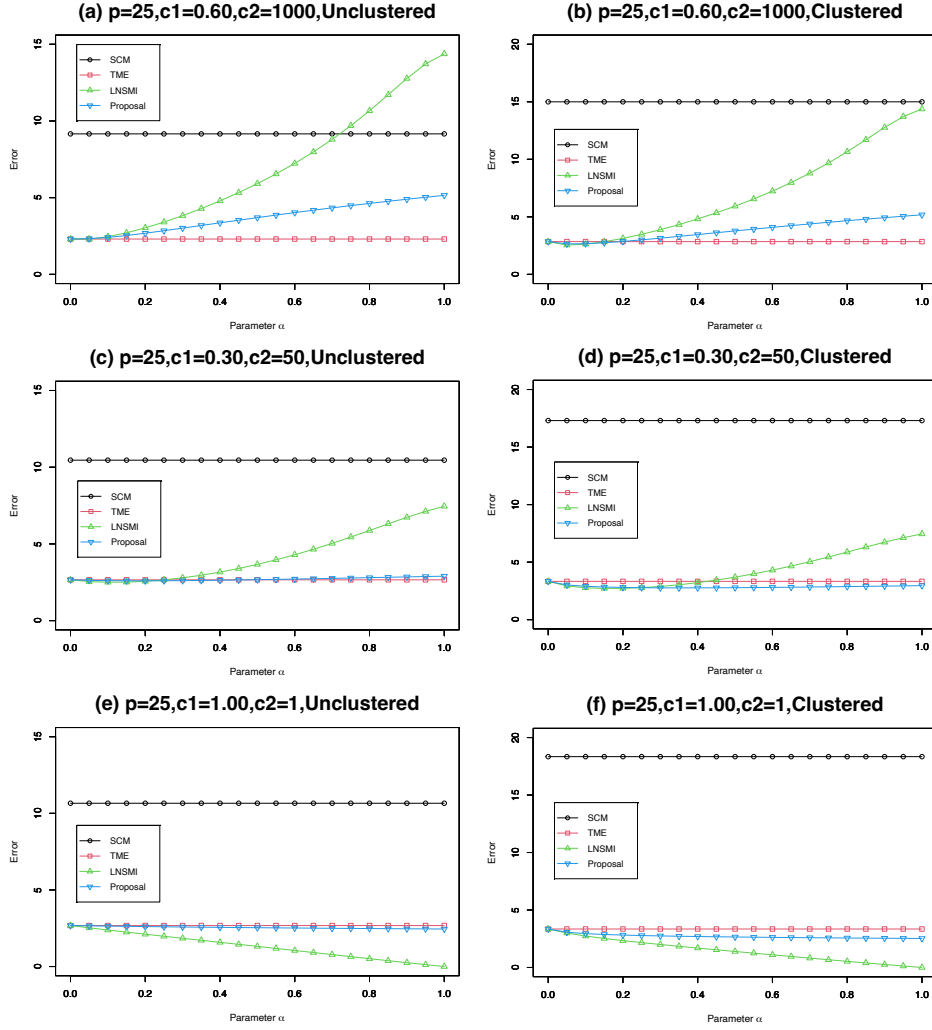 (a) p=25,c1=0.60,c2=1000,Unclustered
Error
15
10
5
0
SCM
TME
LNSMI
Proposal
0.0 0.2 0.4 0.6 0.8 1.0
Parameter α
(b) p=25,c1=0.60,c2=1000,Clustered
Error
20
15
10
5
0
SCM
TME
LNSMI
Proposal
0.0 0.2 0.4 0.6 0.8 1.0
Parameter α
(c) p=25,c1=0.30,c2=50,Unclustered
Error
15
10
5
0
SCM
TME
LNSMI
Proposal
0.0 0.2 0.4 0.6 0.8 1.0
Parameter α
(d) p=25,c1=0.30,c2=50,Clustered
Error
20
15
10
5
0
SCM
TME
LNSMI
Proposal
0.0 0.2 0.4 0.6 0.8 1.0
Parameter α
(e) p=25,c1=1.00,c2=1,Unclustered
Error
15
10
5
0
SCM
TME
LNSMI
Proposal
0.0 0.2 0.4 0.6 0.8 1.0
Parameter α
(f) p=25,c1=1.00,c2=1,Clustered
Error
20
15
10
5
0
SCM
TME
LNSMI
Proposal
0.0 0.2 0.4 0.6 0.8 1.0
Parameter α